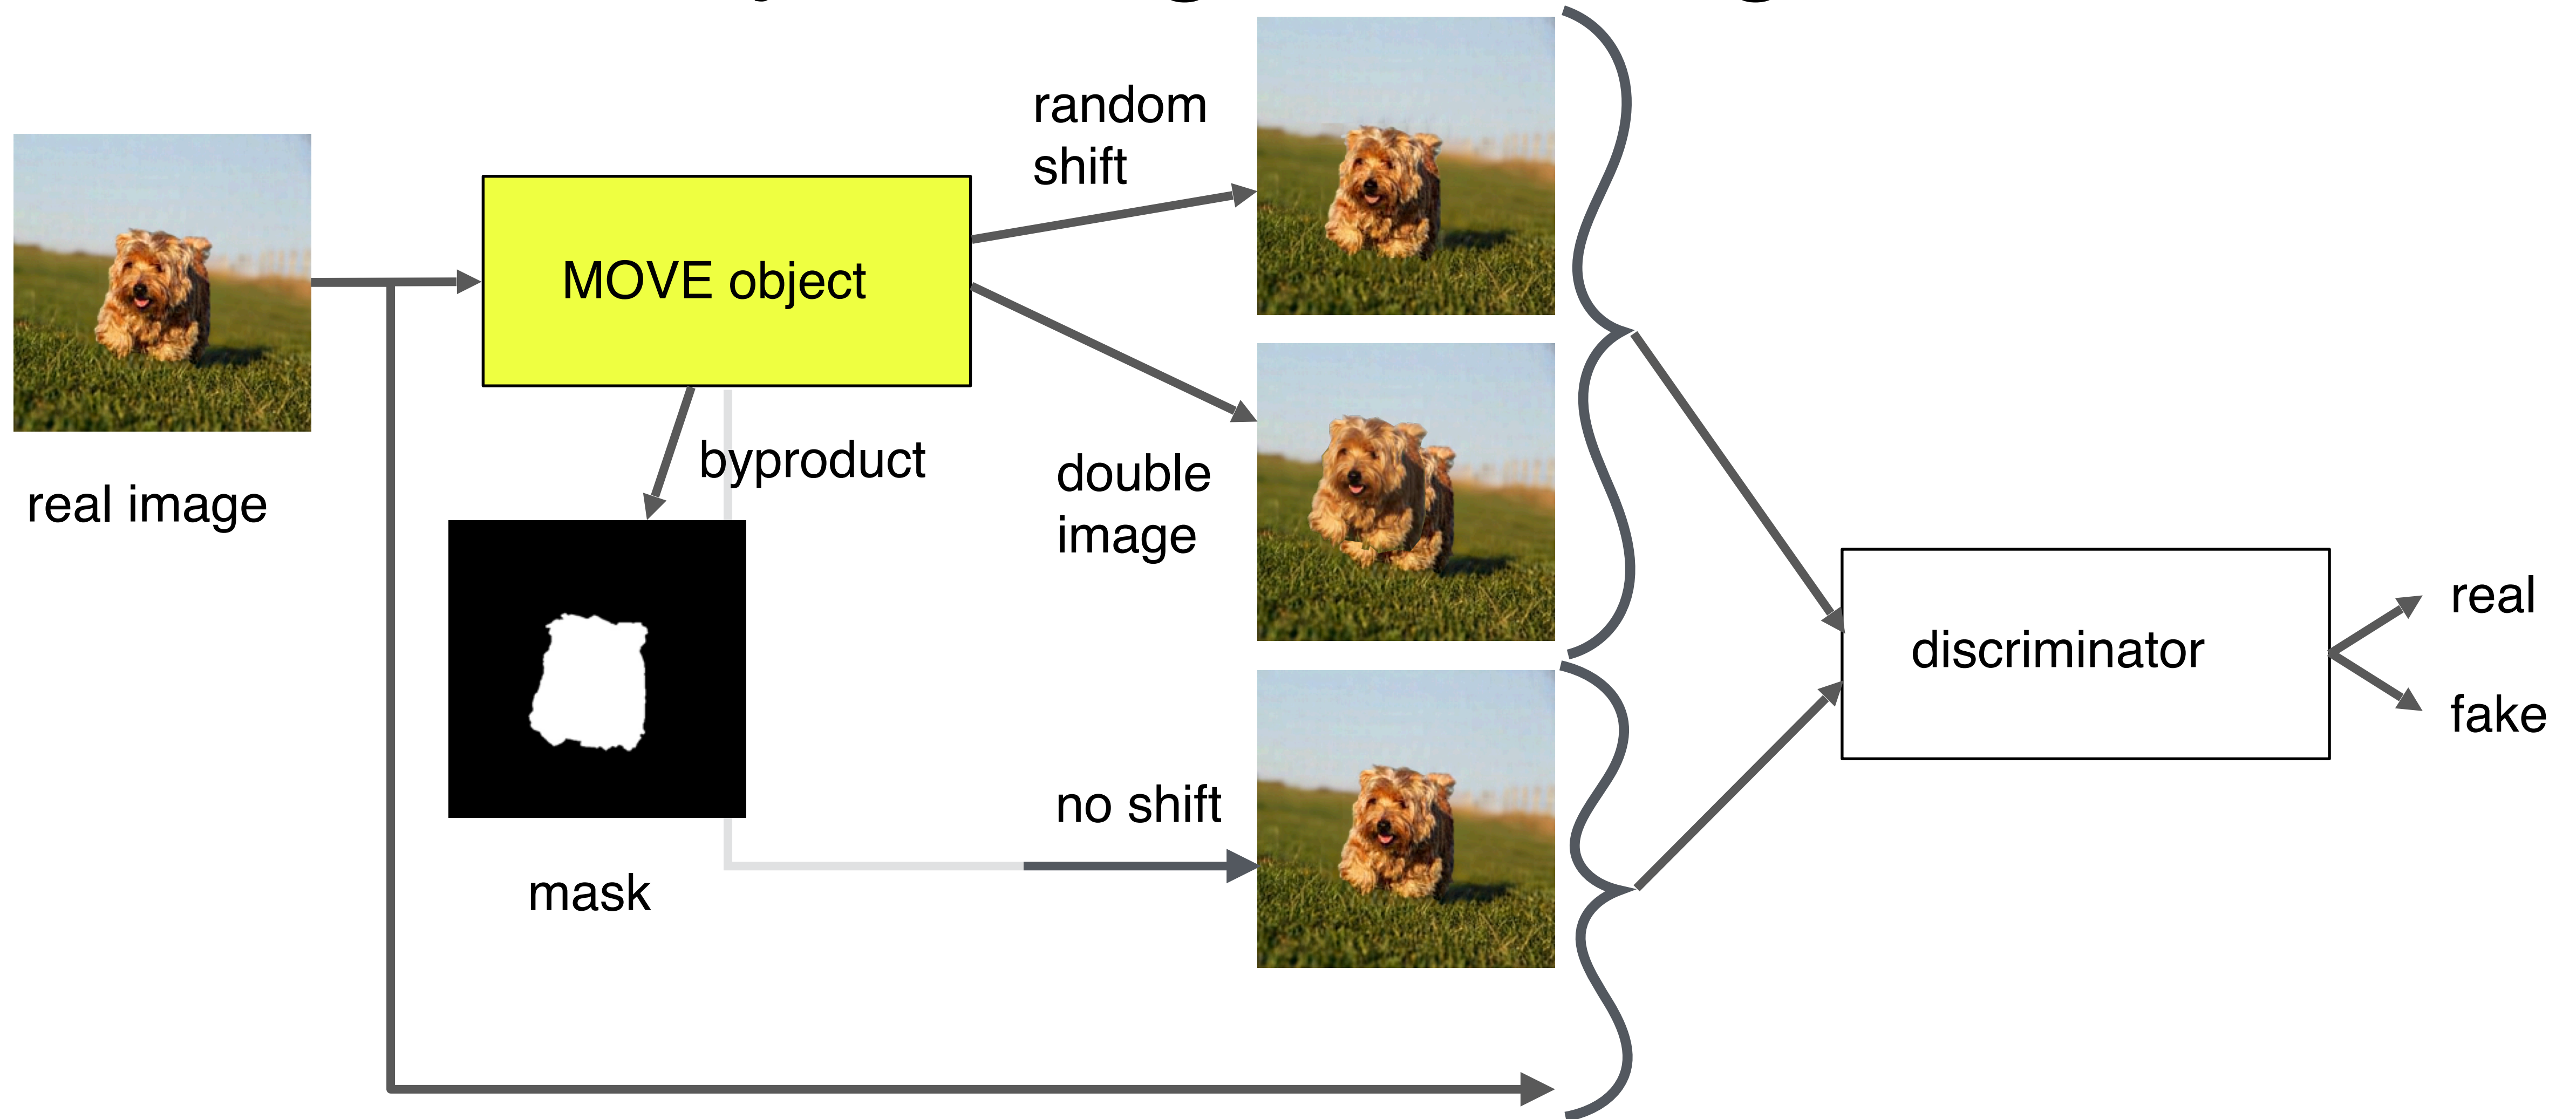 random
shift
MOVE object
real image
byproduct
double
image
mask
no shift
discriminator
real
fake